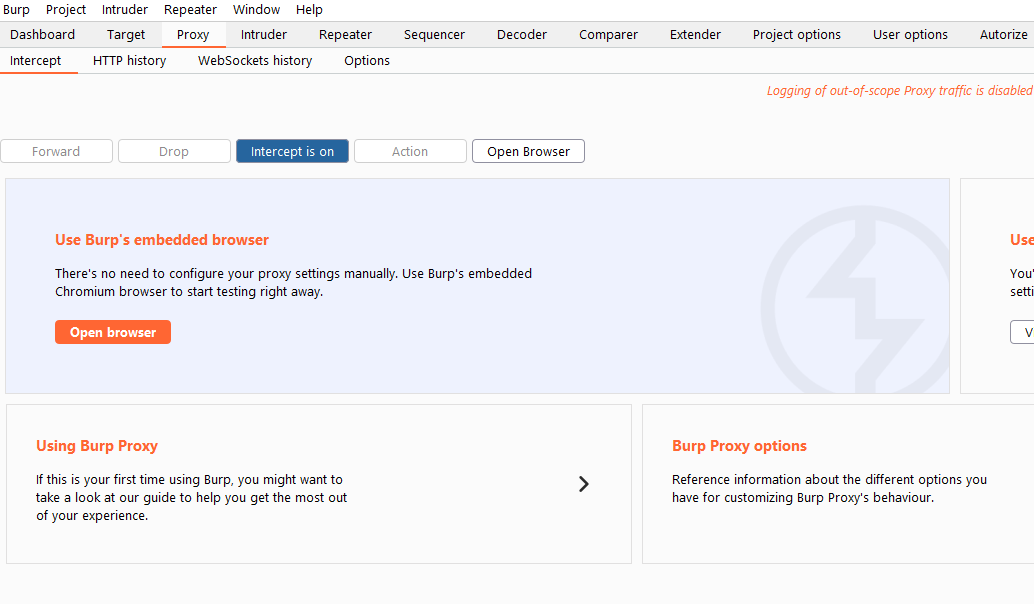 Burp Project Intruder Repeater Window Help
Dashboard Target Proxy Intruder Repeater Sequencer Decoder Comparer Extender Project options User options Autorize
Intercept HTTP history WebSockets history Options
Logging of out-of-scope Proxy traffic is disabled
Forward Drop Intercept is on Action Open Browser
Use Burp's embedded browser
There's no need to configure your proxy settings manually. Use Burp's embedded
Chromium browser to start testing right away.
Open browser
Use
You'
setti
V
Using Burp Proxy
If this is your first time using Burp, you might want to
take a look at our guide to help you get the most out
of your experience.
Burp Proxy options
Reference information about the different options you
have for customizing Burp Proxy's behaviour.